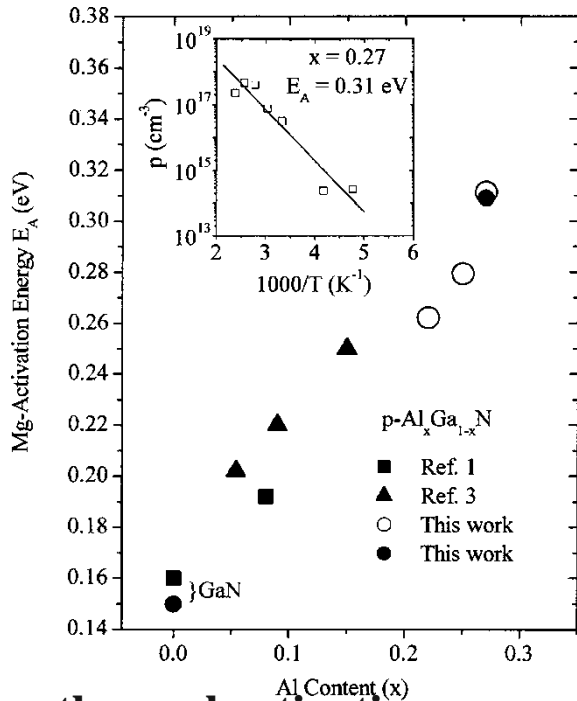 0.38
0.36
0.34
0.32
0.30
0.28
0.26
0.24
0.22
0.20
0.18
0.16
0.14
Mg-Activation Energy E_A (eV)
10^19
10^17
10^15
10^13
p (cm^-3)
x = 0.27
E_A = 0.31 eV
2 3 4 5 6
1000/T (K^-1)
p-Al_xGa_1-xN
■ Ref. 1
▲ Ref. 3
○ This work
● This work
}GaN
0.0 0.1 0.2 0.3
Al Content (x)